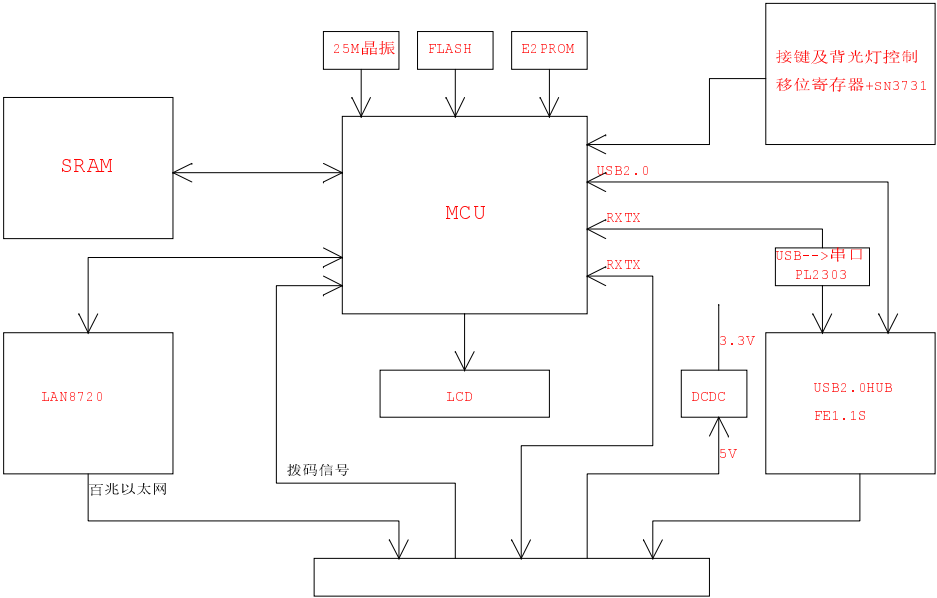 25M晶振
FLASH
E2PROM
接键及背光灯控制
移位寄存器+SN3731
SRAM
USB2.0
MCU
RXTX
USB-->串口
PL2303
RXTX
3.3V
LAN8720
LCD
DCDC
USB2.0HUB
FE1.1S
5V
拨码信号
百兆以太网